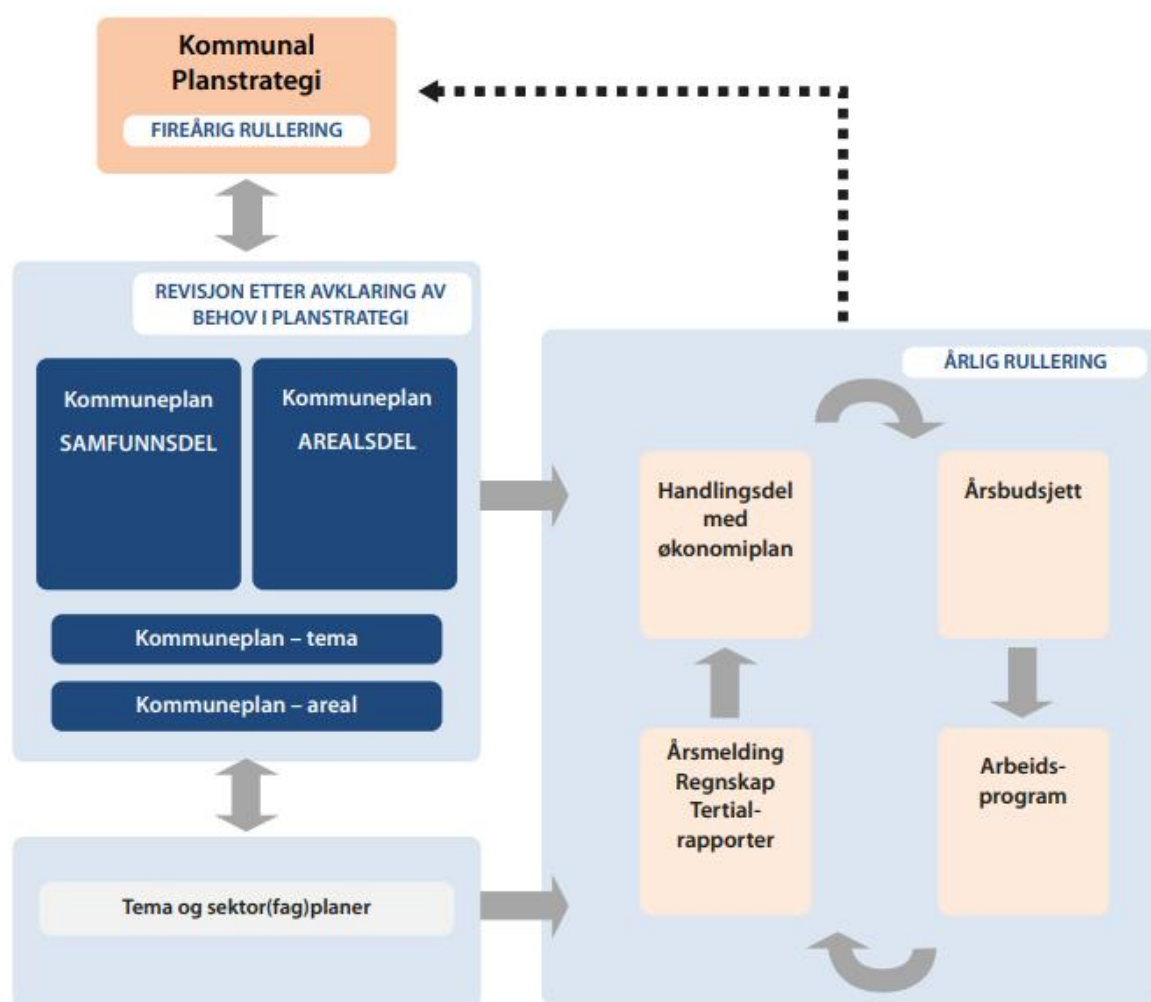 Kommunal
Planstrategi
FIREÅRIG RULLERING
REVISJON ETTER AVKLARING AV
BEHOV I PLANSTRATEGI
Kommuneplan
SAMFUNNSDEL
Kommuneplan
AREALSDEL
Kommuneplan – tema
Kommuneplan – areal
Tema og sektor(fag)planer
ÅRLIG RULLERING
Handlingsdel
med
økonomiplan
Årsbudsjett
Årsmelding
Regnskap
Tertial-
rapporter
Arbeids-
program